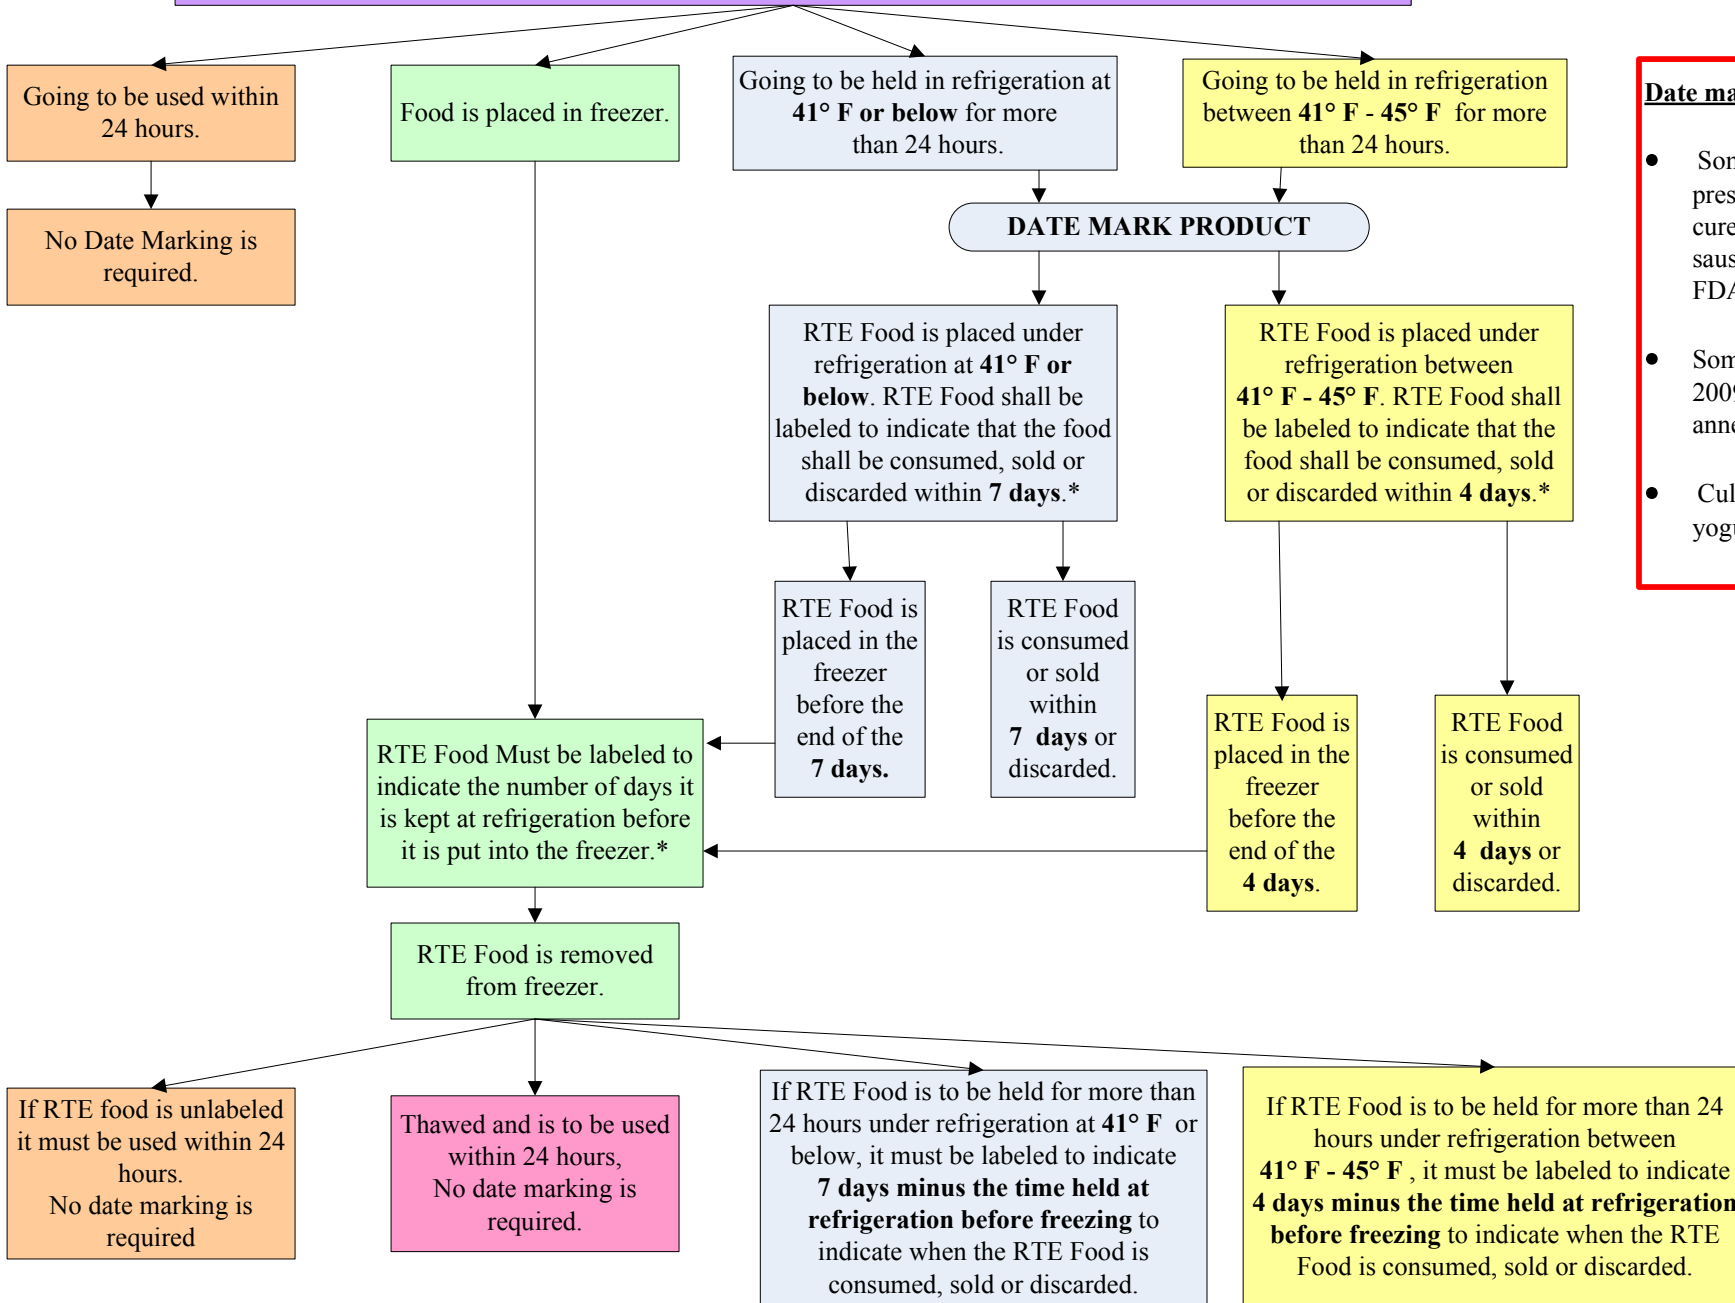 Going to be used within
24 hours.
Food is placed in freezer.
Going to be held in refrigeration at
41° F or below for more
than 24 hours.
Going to be held in refrigeration
between 41° F - 45° F for more
than 24 hours.
No Date Marking is
required.
DATE MARK PRODUCT
RTE Food is placed under
refrigeration at 41° F or
below. RTE Food shall be
labeled to indicate that the food
shall be consumed, sold or
discarded within 7 days.*
RTE Food is placed under
refrigeration between
41° F - 45° F. RTE Food shall
be labeled to indicate that the
food shall be consumed, sold
or discarded within 4 days.*
RTE Food is
placed in the
freezer
before the
end of the
7 days.
RTE Food
is consumed
or sold
within
7 days or
discarded.
RTE Food is
placed in the
freezer
before the
end of the
4 days.
RTE Food
is consumed
or sold
within
4 days or
discarded.
RTE Food Must be labeled to
indicate the number of days it
is kept at refrigeration before
it is put into the freezer.*
RTE Food is removed
from freezer.
If RTE food is unlabeled
it must be used within 24
hours.
No date marking is
required
Thawed and is to be used
within 24 hours,
No date marking is
required.
If RTE Food is to be held for more than
24 hours under refrigeration at 41° F or
below, it must be labeled to indicate
7 days minus the time held at
refrigeration before freezing to
indicate when the RTE Food is
consumed, sold or discarded.
If RTE Food is to be held for more than 24
hours under refrigeration between
41° F - 45° F , it must be labeled to indicate
4 days minus the time held at refrigeration
before freezing to indicate when the RTE
Food is consumed, sold or discarded.
Date